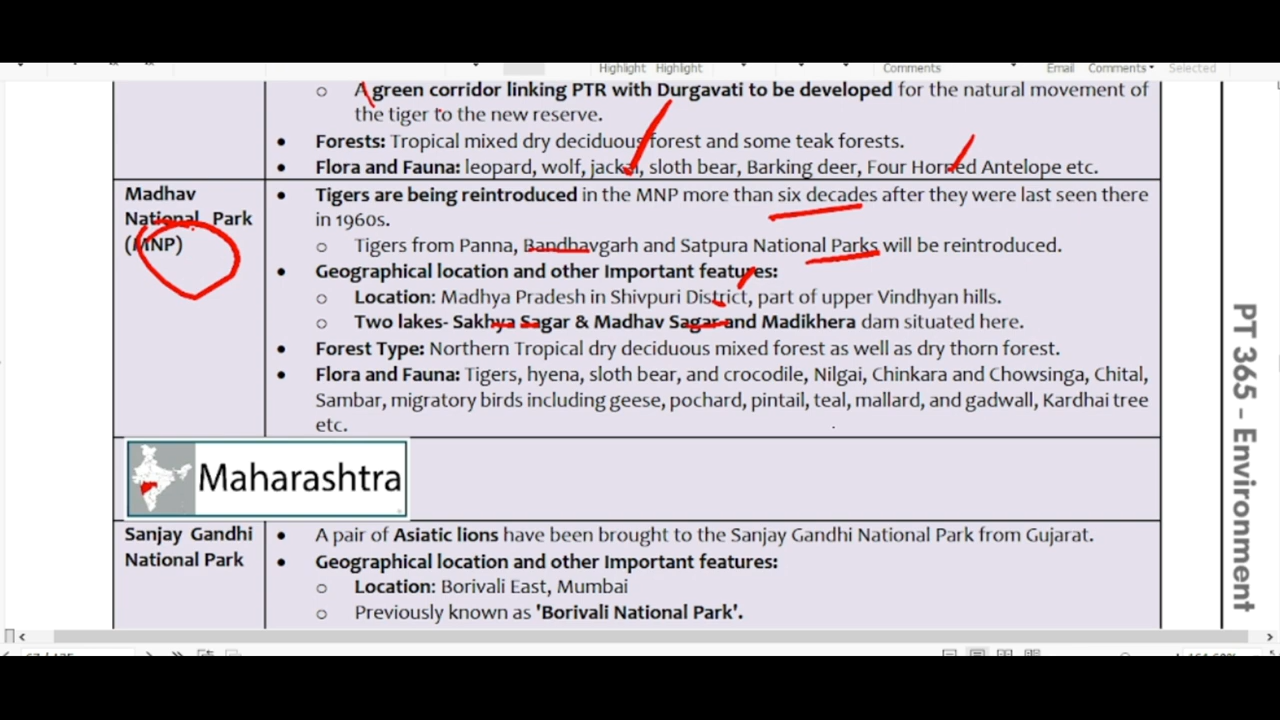 Highlight Highlight Comments Email Comments Selected
○ A green corridor linking PTR with Durgavati to be developed for the natural movement of
the tiger to the new reserve.
• Forests: Tropical mixed dry deciduous forest and some teak forests.
• Flora and Fauna: leopard, wolf, jackal, sloth bear, Barking deer, Four Horned Antelope etc.
Madhav
National Park
(MNP)
• Tigers are being reintroduced in the MNP more than six decades after they were last seen there
in 1960s.
○ Tigers from Panna, Bandhavgarh and Satpura National Parks will be reintroduced.
• Geographical location and other Important features:
○ Location: Madhya Pradesh in Shivpuri District, part of upper Vindhyan hills.
○ Two lakes- Sakhya Sagar & Madhav Sagar and Madikhera dam situated here.
• Forest Type: Northern Tropical dry deciduous mixed forest as well as dry thorn forest.
• Flora and Fauna: Tigers, hyena, sloth bear, and crocodile, Nilgai, Chinkara and Chowsinga, Chital,
Sambar, migratory birds including geese, pochard, pintail, teal, mallard, and gadwall, Kardhai tree
etc.
Maharashtra
Sanjay Gandhi
National Park
• A pair of Asiatic lions have been brought to the Sanjay Gandhi National Park from Gujarat.
• Geographical location and other Important features:
○ Location: Borivali East, Mumbai
○ Previously known as 'Borivali National Park'.
PT 365 - Environment